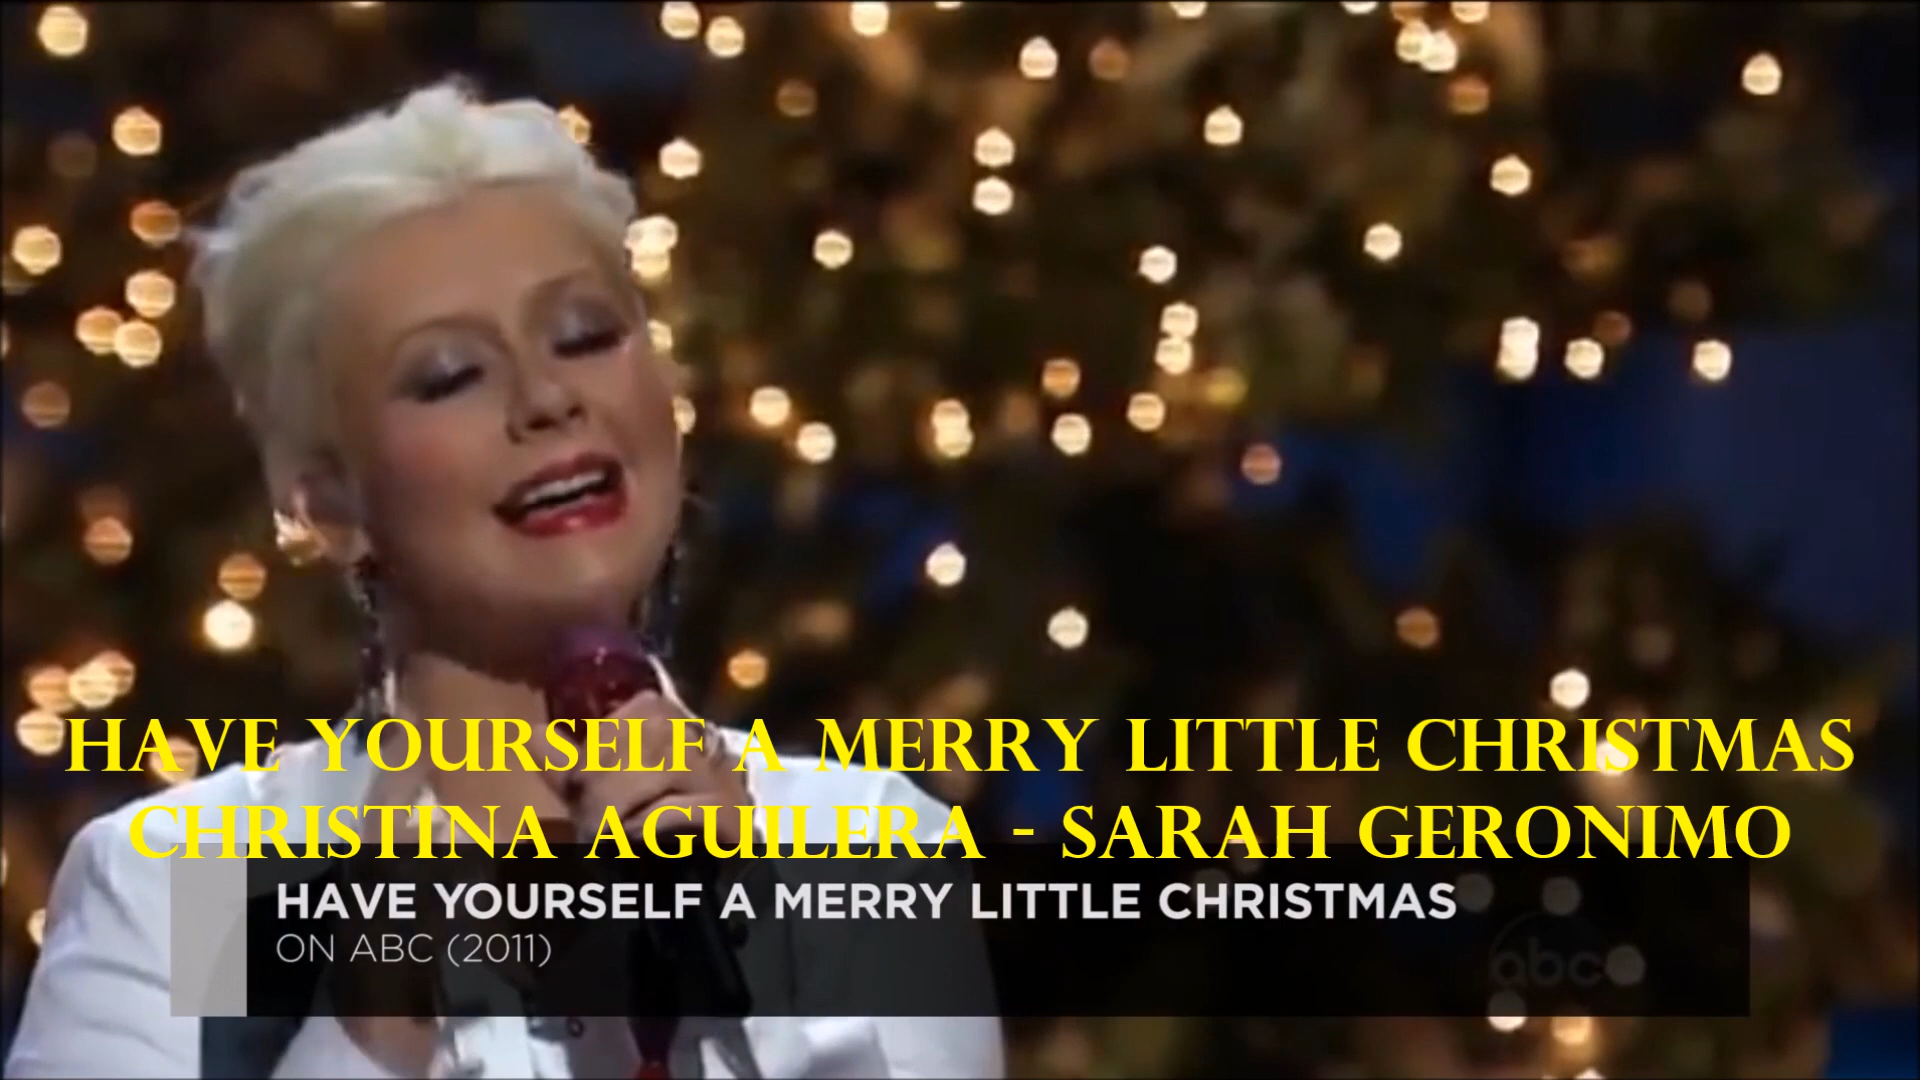 HAVE YOURSELF A MERRY LITTLE CHRISTMAS
CHRISTINA AGUILERA - SARAH GERONIMO
HAVE YOURSELF A MERRY LITTLE CHRISTMAS
ON ABC (2011)
abc